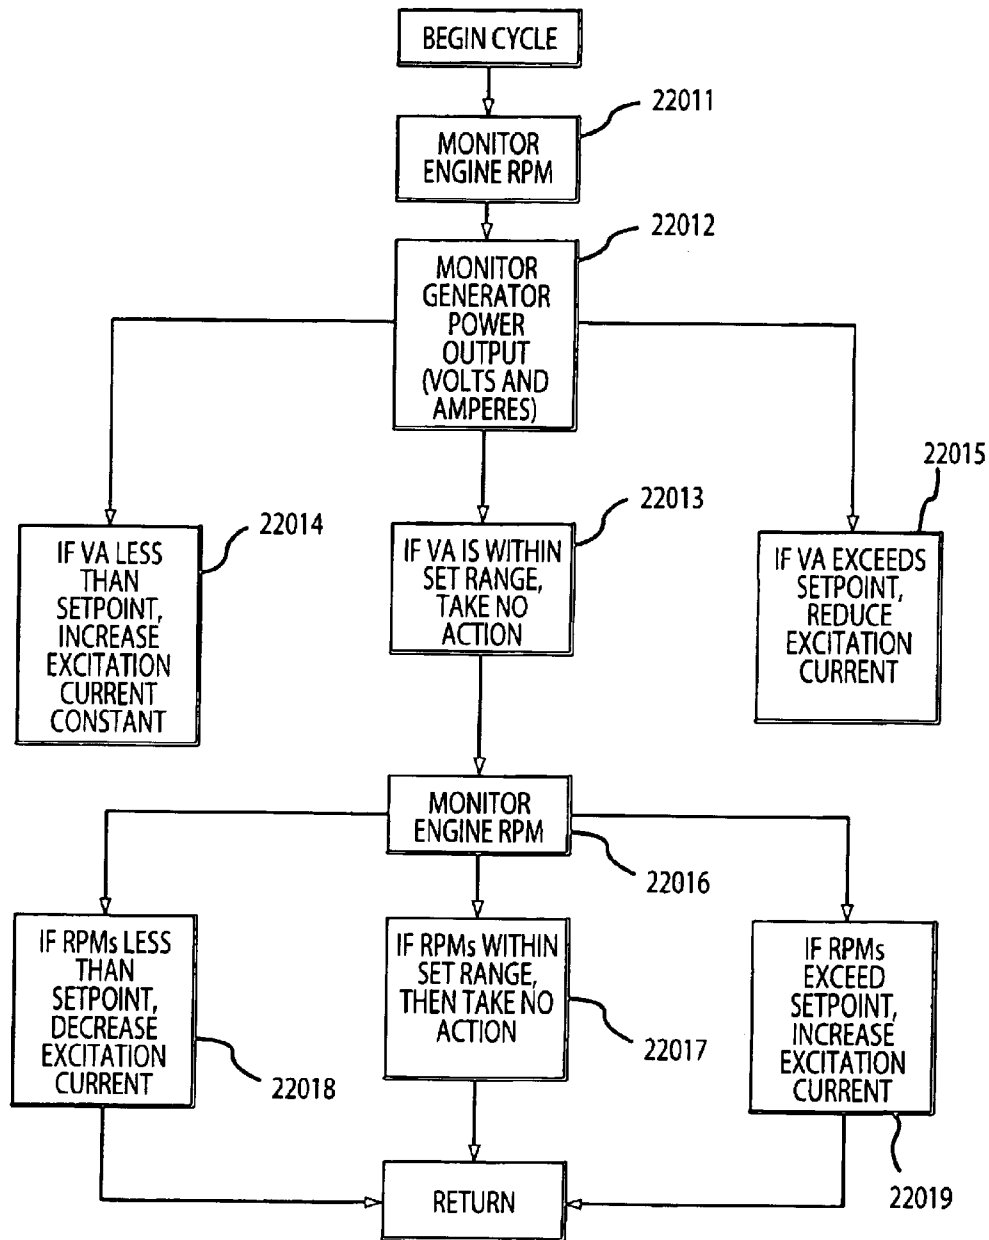 BEGIN CYCLE
22011
MONITOR
ENGINE RPM
22012
MONITOR
GENERATOR
POWER
OUTPUT
(VOLTS AND
AMPERES)
22014
IF VA LESS
THAN
SETPOINT,
INCREASE
EXCITATION
CURRENT
CONSTANT
22013
IF VA IS WITHIN
SET RANGE,
TAKE NO
ACTION
22015
IF VA EXCEEDS
SETPOINT,
REDUCE
EXCITATION
CURRENT
MONITOR
ENGINE RPM
22016
IF RPMs LESS
THAN
SETPOINT,
DECREASE
EXCITATION
CURRENT
22018
IF RPMs WITHIN
SET RANGE,
THEN TAKE NO
ACTION
22017
IF RPMs
EXCEED
SETPOINT,
INCREASE
EXCITATION
CURRENT
22019
RETURN